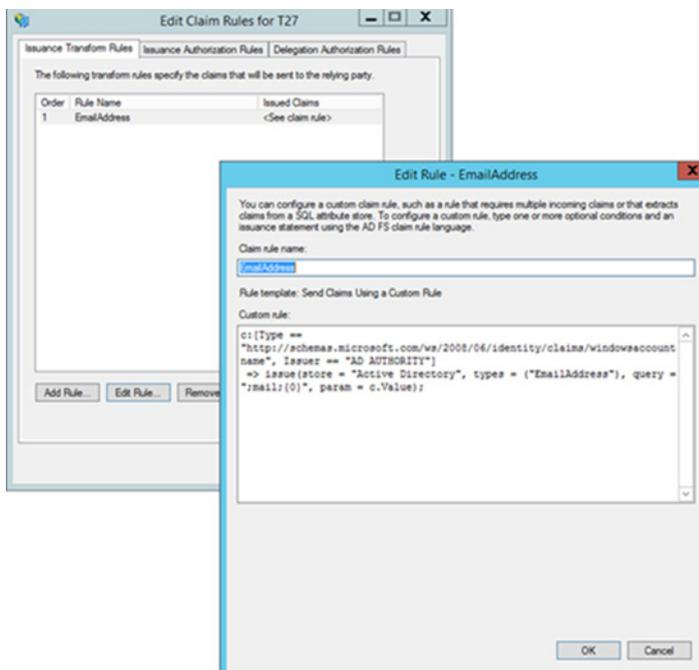 Edit Claim Rules for T27
Issuance Transform Rules Issuance Authorization Rules Delegation Authorization Rules
The following transform rules specify the claims that will be sent to the relying party.
Order Rule Name Issued Claims
1 EmailAddress <See claim rule>
Add Rule... Edit Rule... Remove
Edit Rule - EmailAddress
You can configure a custom claim rule, such as a rule that requires multiple incoming claims or that extracts
claims from a SQL attribute store. To configure a custom rule, type one or more optional conditions and an
issuance statement using the AD FS claim rule language.
Claim rule name:
EmailAddress
Rule template: Send Claims Using a Custom Rule
Custom rule:
c:[Type ==
"http://schemas.microsoft.com/ws/2008/06/identity/claims/windowsaccount
name", Issuer == "AD AUTHORITY"]
=> issue(store = "Active Directory", types = ("EmailAddress"), query =
";mail;{0}", param = c.Value);
OK Cancel